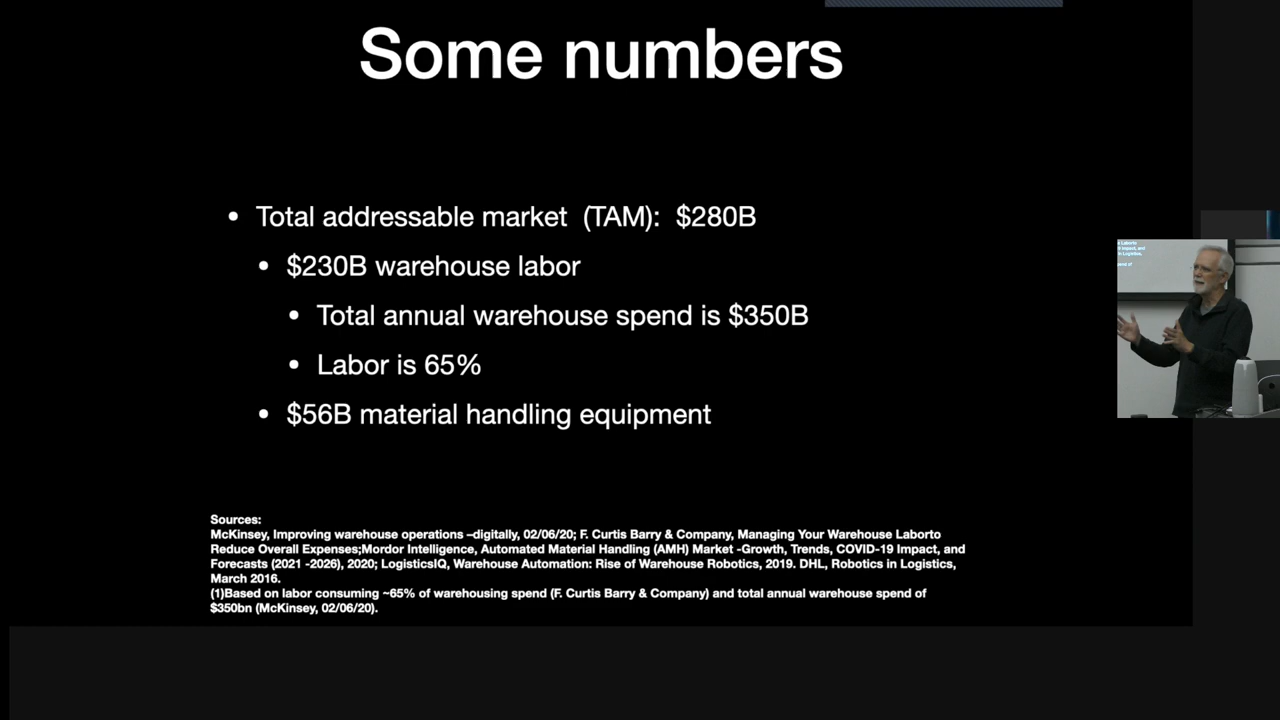 Some numbers
• Total addressable market (TAM): $280B
• $230B warehouse labor
• Total annual warehouse spend is $350B
• Labor is 65%
• $56B material handling equipment
Sources:
McKinsey, Improving warehouse operations –digitally, 02/06/20; F. Curtis Barry & Company, Managing Your Warehouse Laborto
Reduce Overall Expenses;Mordor Intelligence, Automated Material Handling (AMH) Market -Growth, Trends, COVID-19 Impact, and
Forecasts (2021 -2026), 2020; LogisticsIQ, Warehouse Automation: Rise of Warehouse Robotics, 2019. DHL, Robotics in Logistics,
March 2016.
(1)Based on labor consuming ~65% of warehousing spend (F. Curtis Barry & Company) and total annual warehouse spend of
$350bn (McKinsey, 02/06/20).